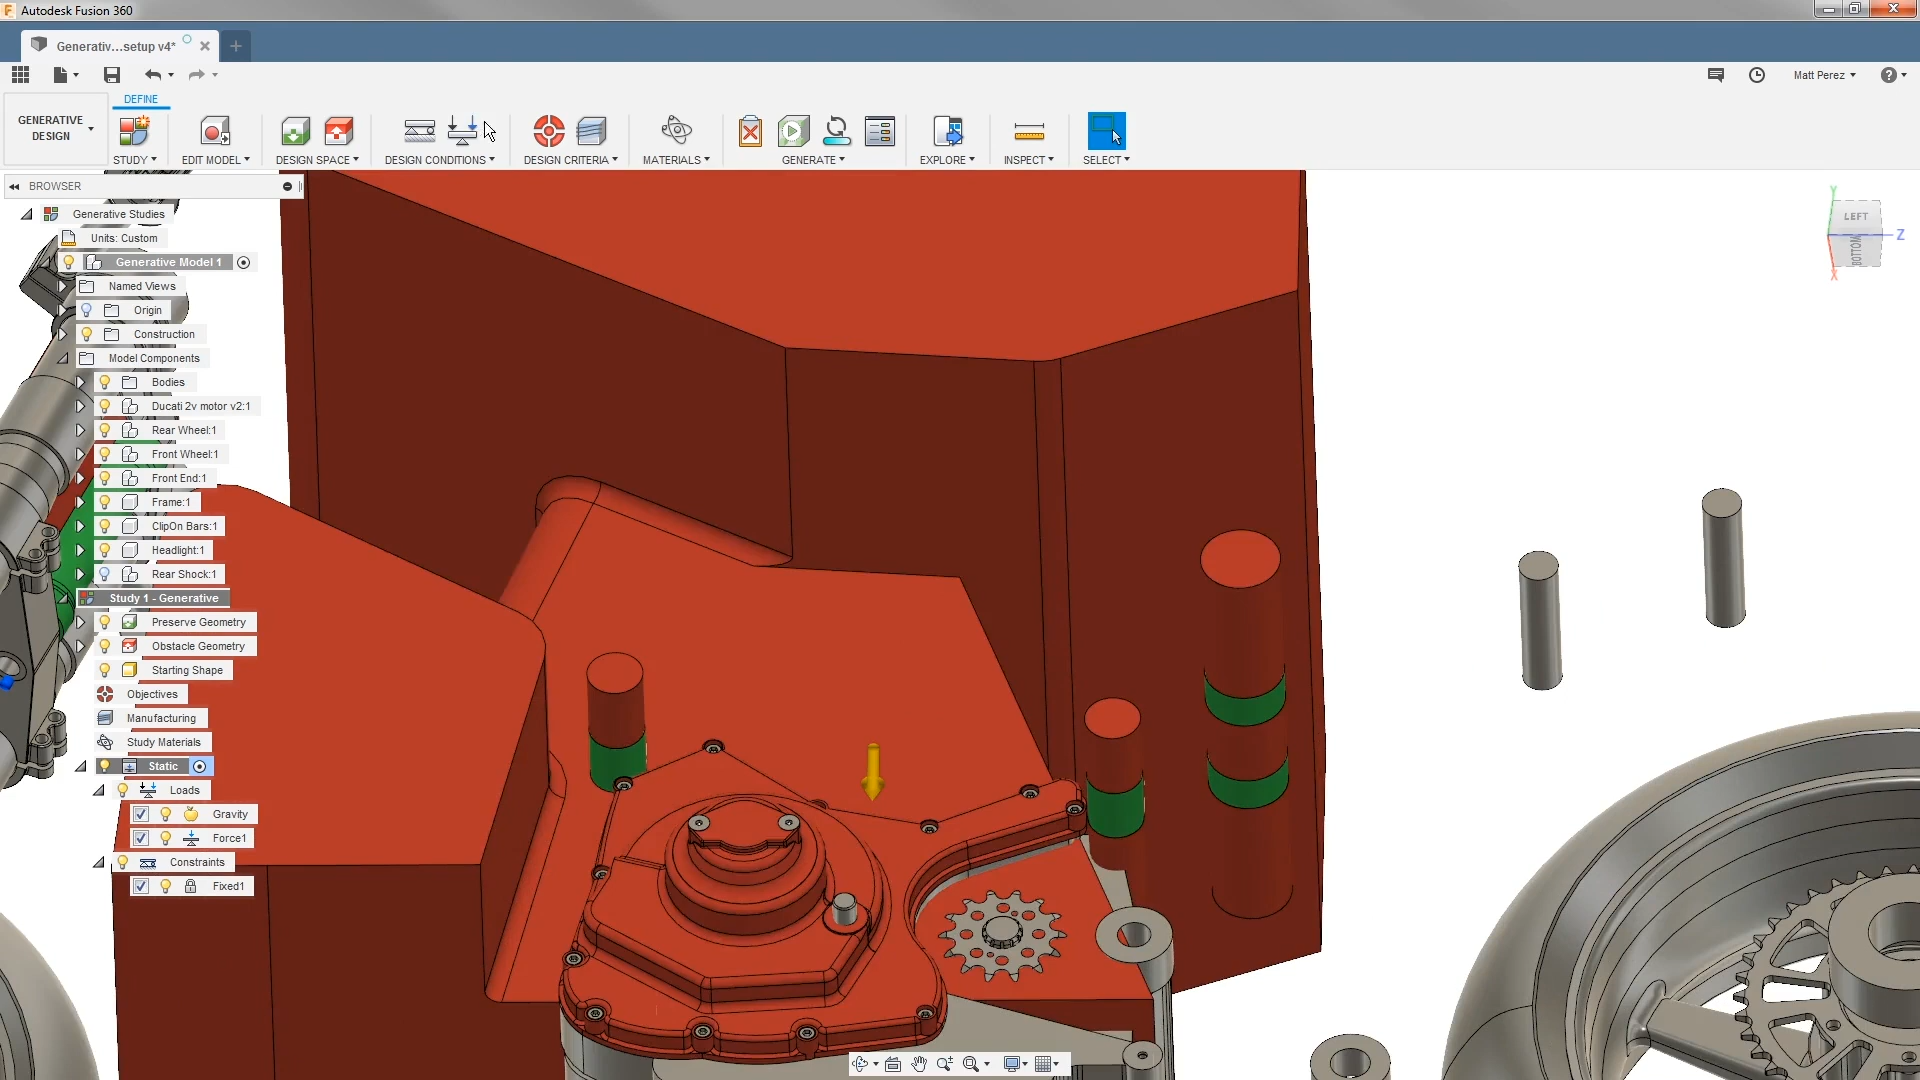 Autodesk Fusion 360
Generativ...setup v4*
Matt Perez
GENERATIVE DESIGN
DEFINE
STUDY
EDIT MODEL
DESIGN SPACE
DESIGN CONDITIONS
DESIGN CRITERIA
MATERIALS
GENERATE
EXPLORE
INSPECT
SELECT
BROWSER
Generative Studies
Units: Custom
Generative Model 1
Named Views
Origin
Construction
Model Components
Bodies
Ducati 2v motor v2:1
Rear Wheel:1
Front Wheel:1
Front End:1
Frame:1
ClipOn Bars:1
Headlight:1
Rear Shock:1
Study 1 - Generative
Preserve Geometry
Obstacle Geometry
Starting Shape
Objectives
Manufacturing
Study Materials
Static
Loads
Gravity
Force1
Constraints
Fixed1
Y
LEFT
Z
BOTTOM
X